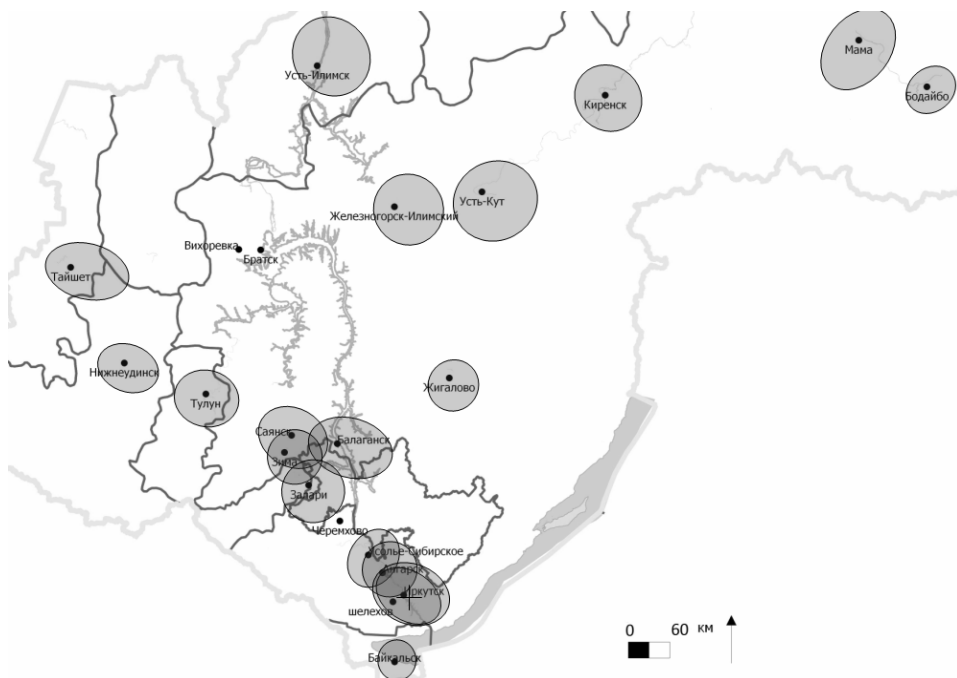 Мама
Усть-Илимск
Бодайбо
Киренск
Усть-Кут
Железногорск-Илимский
Вихоревка
Братск
Тайшет
Нижнеудинск
Жигалово
Тулун
Саянск
Балаганск
Зима
Залари
Черемхово
Усолье-Сибирское
Ангарск
Иркутск
шелехов
0 60 км
Байкальск